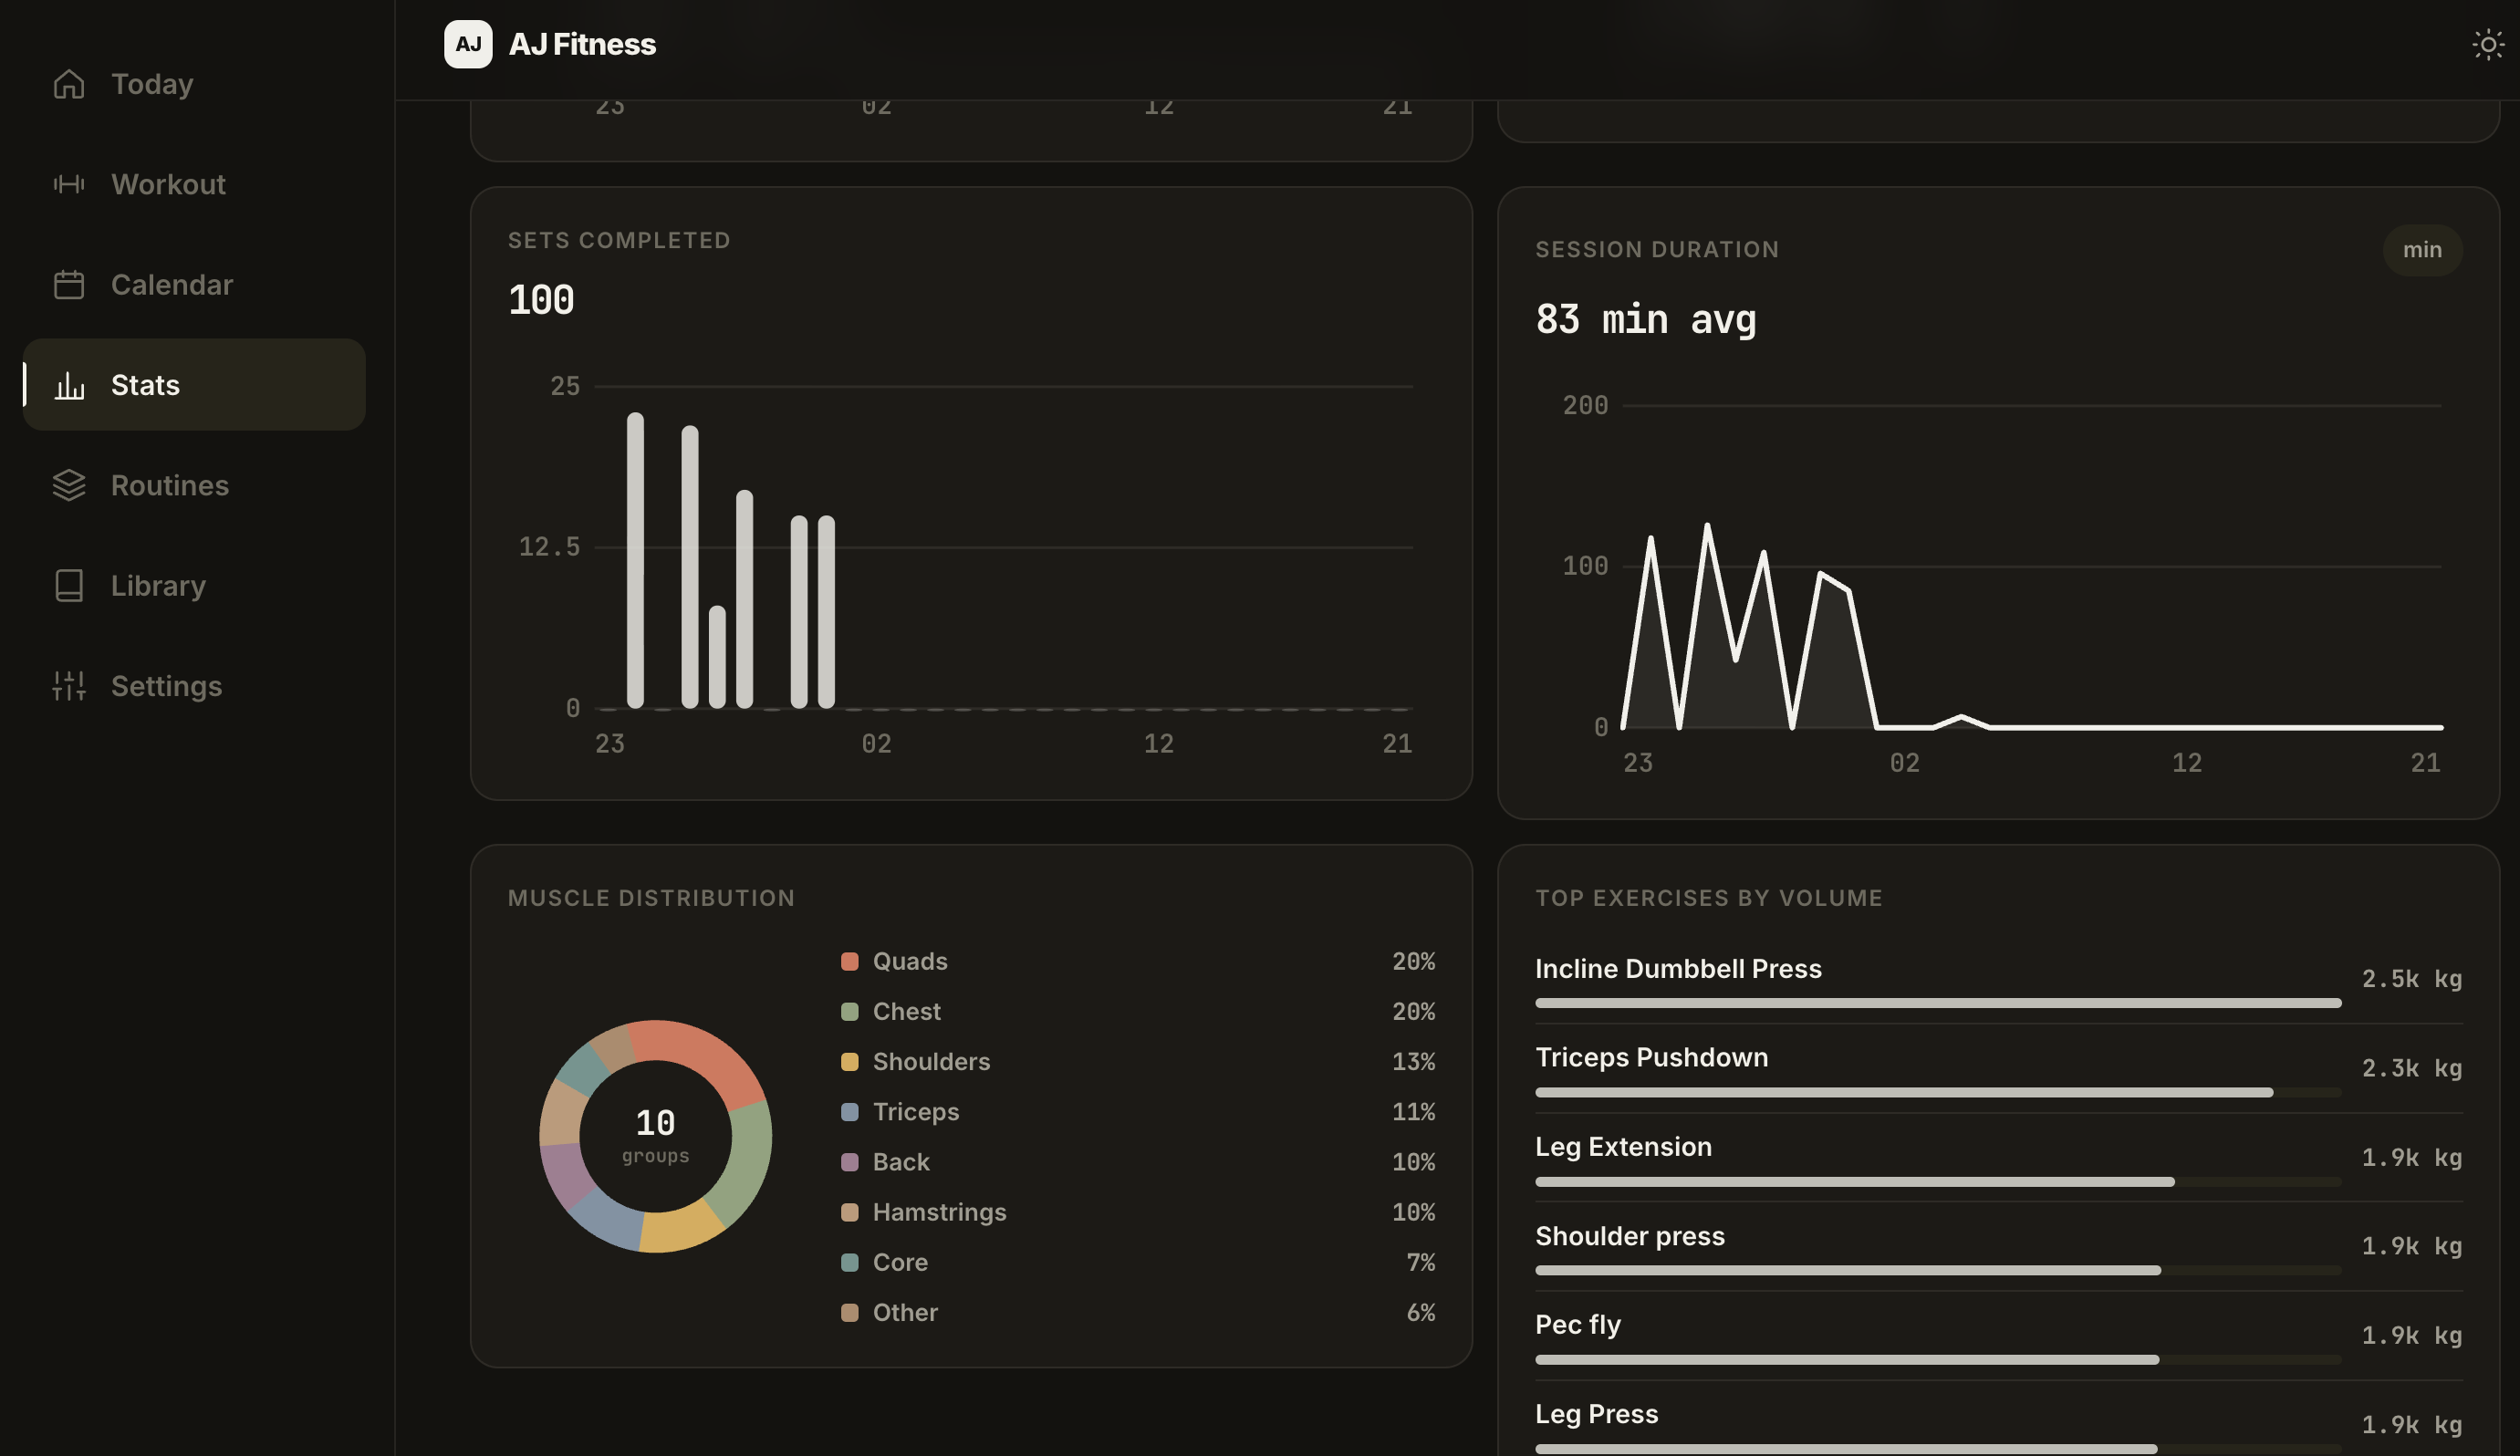 AJ AJ Fitness
Today
Workout
Calendar
Stats
Routines
Library
Settings
23 02 12 21
SETS COMPLETED
100
25
12.5
0
23 02 12 21
SESSION DURATION min
83 min avg
200
100
0
23 02 12 21
MUSCLE DISTRIBUTION
10
groups
Quads 20%
Chest 20%
Shoulders 13%
Triceps 11%
Back 10%
Hamstrings 10%
Core 7%
Other 6%
TOP EXERCISES BY VOLUME
Incline Dumbbell Press 2.5k kg
Triceps Pushdown 2.3k kg
Leg Extension 1.9k kg
Shoulder press 1.9k kg
Pec fly 1.9k kg
Leg Press 1.9k kg